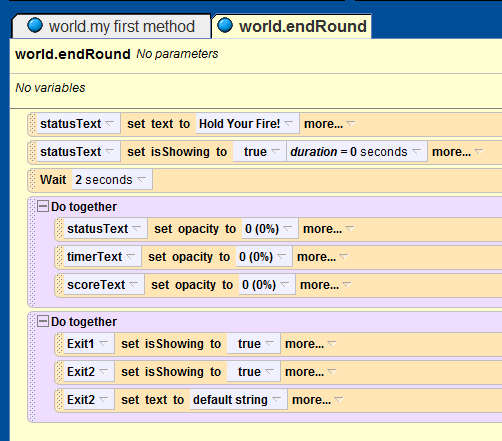 world.my first method world.endRound
world.endRound No parameters
No variables
statusText set text to Hold Your Fire! more...
statusText set isShowing to true duration = 0 seconds more...
Wait 2 seconds
Do together
statusText set opacity to 0 (0%) more...
timerText set opacity to 0 (0%) more...
scoreText set opacity to 0 (0%) more...
Do together
Exit1 set isShowing to true more...
Exit2 set isShowing to true more...
Exit2 set text to default string more...